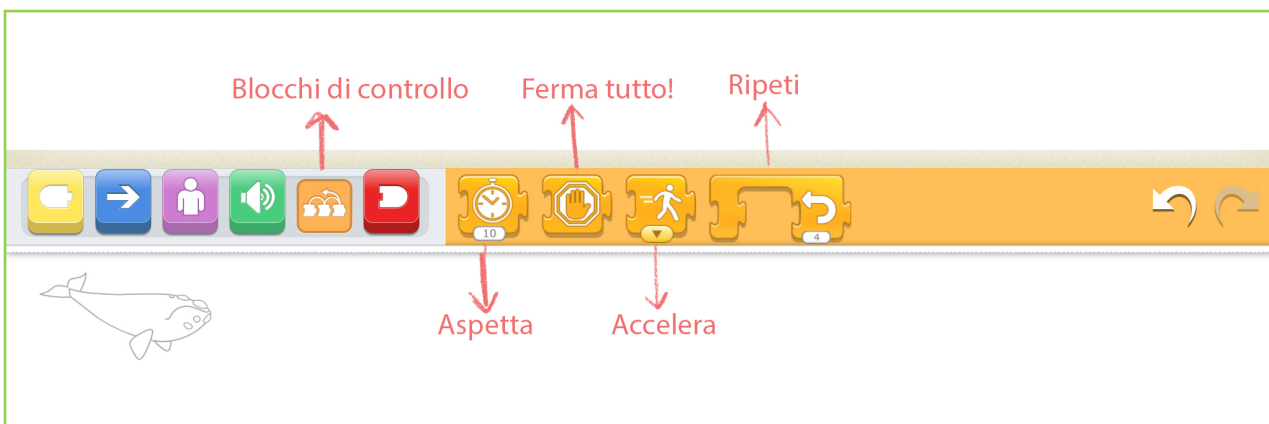 Blocchi di controllo
Ferma tutto!
Ripeti
10
4
Aspetta
Accelera